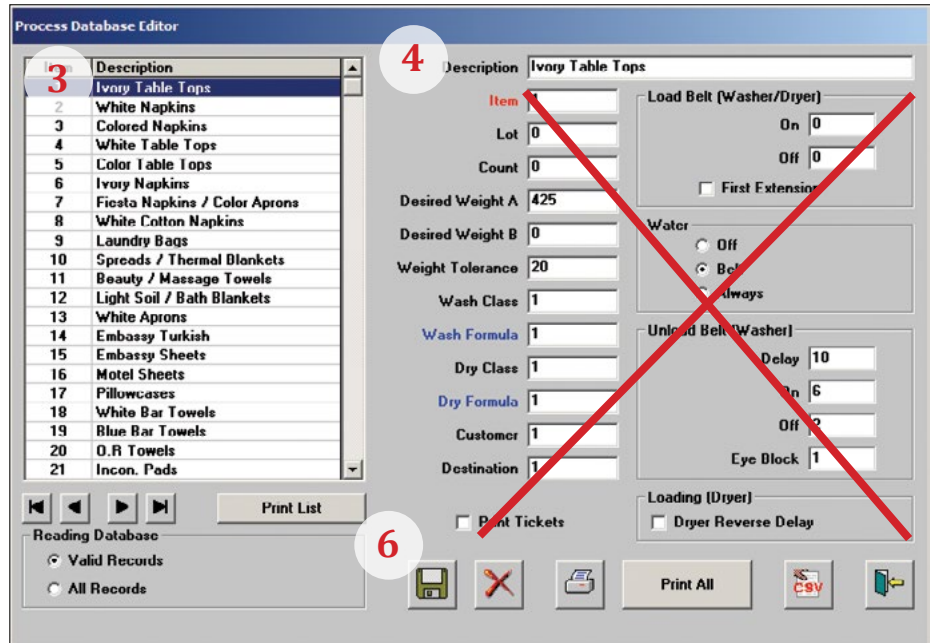 Process Database Editor
3
Description
Ivory Table Tops
2 White Napkins
3 Colored Napkins
4 White Table Tops
5 Color Table Tops
6 Ivory Napkins
7 Fiesta Napkins / Color Aprons
8 White Cotton Napkins
9 Laundry Bags
10 Spreads / Thermal Blankets
11 Beauty / Massage Towels
12 Light Soil / Bath Blankets
13 White Aprons
14 Embassy Turkish
15 Embassy Sheets
16 Motel Sheets
17 Pillowcases
18 White Bar Towels
19 Blue Bar Towels
20 O.R Towels
21 Incon. Pads
Print List
Reading Database
Valid Records
All Records
4
Description Ivory Table Tops
Item 1
Lot 0
Count 0
Desired Weight A 425
Desired Weight B 0
Weight Tolerance 20
Wash Class 1
Wash Formula 1
Dry Class 1
Dry Formula 1
Customer 1
Destination 1
Print Tickets
Load Belt (Washer/Dryer)
On 0
Off 0
First Extension
Water
Off
Belt
Always
Unload Belt (Washer)
Delay 10
On 6
Off 2
Eye Block 1
Loading (Dryer)
Dryer Reverse Delay
6
Print All
CSV